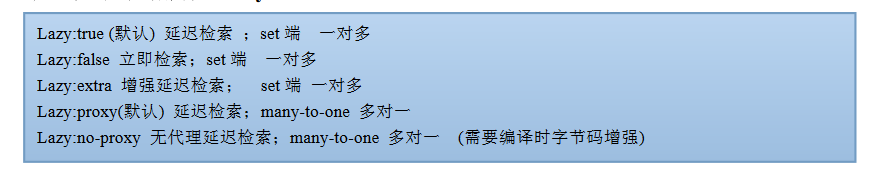 Lazy:true (默认) 延迟检索 ；set 端 一对多
Lazy:false 立即检索；set 端 一对多
Lazy:extra 增强延迟检索； set 端 一对多
Lazy:proxy(默认) 延迟检索；many-to-one 多对一
Lazy:no-proxy 无代理延迟检索；many-to-one 多对一 (需要编译时字节码增强)